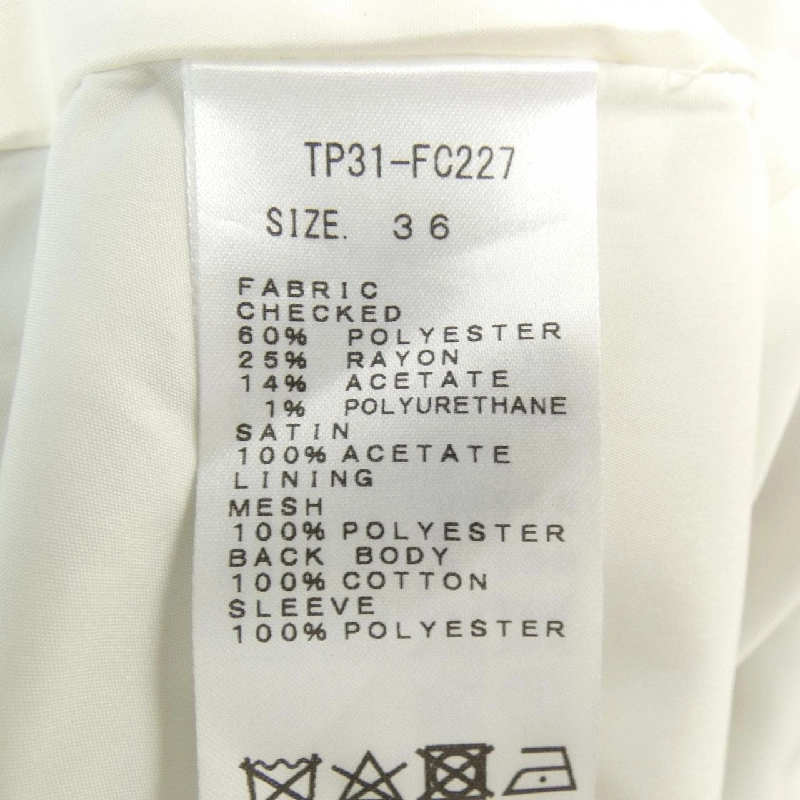 TP31-FC227
SIZE. 36
FABRIC
CHECKED
60% POLYESTER
25% RAYON
14% ACETATE
1% POLYURETHANE
SATIN
100% ACETATE
LINING
MESH
100% POLYESTER
BACK BODY
100% COTTON
SLEEVE
100% POLYESTER